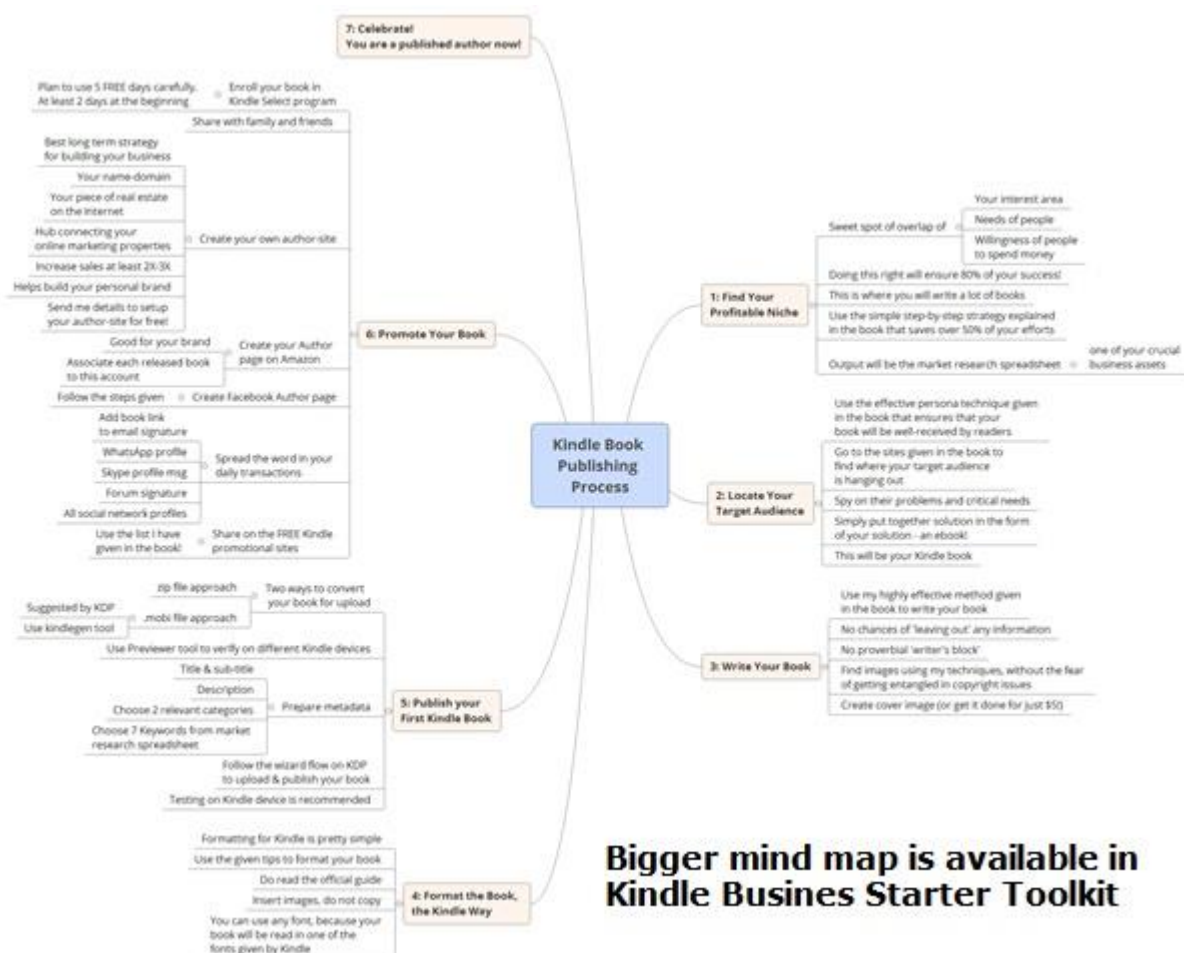 7: Celebrate!
You are a published author now!
Plan to use 5 FREE days carefully.
At least 2 days at the beginning
Enroll your book in
Kindle Select program
Share with family and friends
Best long term strategy
for building your business
Your name-domain
Your piece of real estate
on the Internet
Hub connecting your
online marketing properties
Increase sales at least 2X-3X
Helps build your personal brand
Send me details to setup
your author-site for free!
Create your own author-site
6: Promote Your Book
Good for your brand
Associate each released book
to this account
Create your Author
page on Amazon
Follow the steps given
Create Facebook Author page
Add book link
to email signature
WhatsApp profile
Skype profile msg
Forum signature
All social network profiles
Spread the word in your
daily transactions
Use the list I have
given in the book!
Share on the FREE Kindle
promotional sites
Kindle Book
Publishing
Process
1: Find Your
Profitable Niche
Sweet spot of overlap of
Your interest area
Needs of people
Willingness of people
to spend money
Doing this right will ensure 80% of your success!
This is where you will write a lot of books
Use the simple step-by-step strategy explained
in the book that saves over 50% of your efforts
Output will be the market research spreadsheet
one of your crucial
business assets
2: Locate Your
Target Audience
Use the effective persona technique given
in the book that ensures that your
book will be well-received by readers
Go to the sites given in the book to
find where your target audience
is hanging out
Spy on their problems and critical needs
Simply put together solution in the form
of your solution - an ebook!
This will be your Kindle book
3: Write Your Book
Use my highly effective method given
in the book to write your book
No chances of 'leaving out' any information
No proverbial 'writer's block'
Find images using my techniques, without the fear
of getting entangled in copyright issues
Create cover image (or get it done for just $5!)
zip file approach
Suggested by KDP
Use kindlegen tool
.mobi file approach
Two ways to convert
your book for upload
Use Previewer tool to verify on different Kindle devices
Title & sub-title
Description
Choose 2 relevant categories
Choose 7 Keywords from market
research spreadsheet
Prepare metadata
5: Publish your
First Kindle Book
Follow the wizard flow on KDP
to upload & publish your book
Testing on Kindle device is recommended
Formatting for Kindle is pretty simple
Use the given tips to format your book
Do read the official guide
Insert images, do not copy
You can use any font, because your
book will be read in one of the
fonts given by Kindle
4: Format the Book,
the Kindle Way
Bigger mind map is available in
Kindle Busines Starter Toolkit